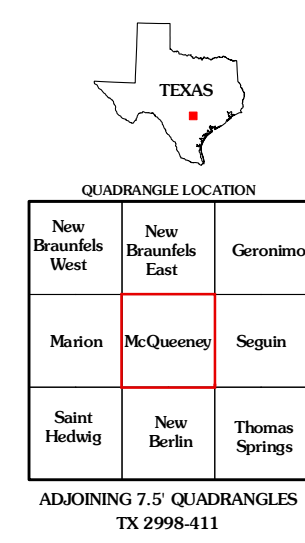 TEXAS
QUADRANGLE LOCATION
New
Braunfels
West
New
Braunfels
East
Geronimo
Marion
McQueeney
Seguin
Saint
Hedwig
New
Berlin
Thomas
Springs
ADJOINING 7.5' QUADRANGLES
TX 2998-411